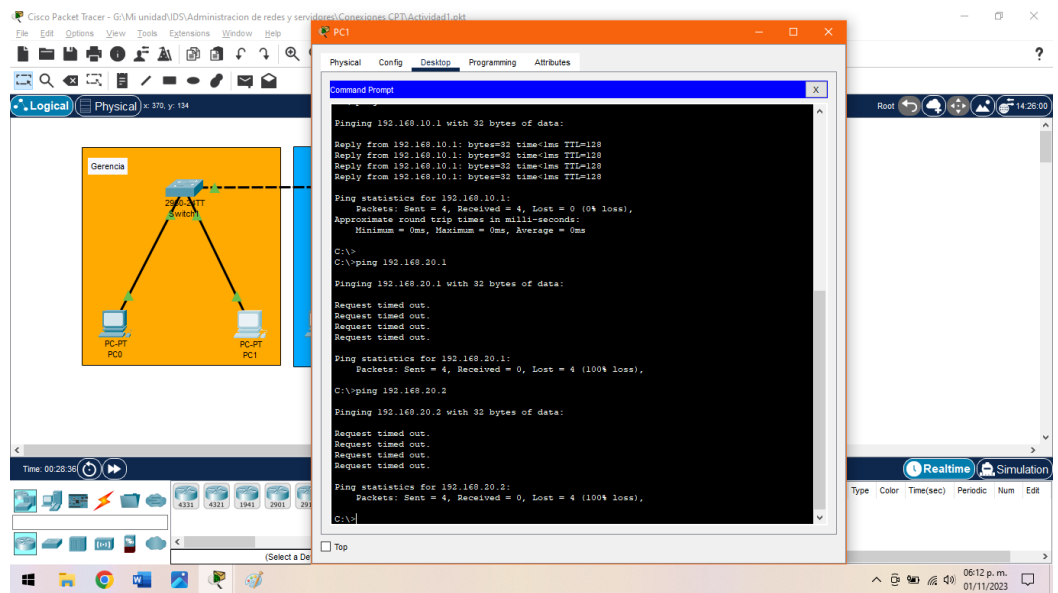 Cisco Packet Tracer - G:\Mi unidad\IDS\Administracion de redes y servidores\Conexiones CPT\Actividad1.pkt
File Edit Options View Tools Extensions Window Help
?
Logical Physical x: 370, y: 134
Root 14:26:00
Gerencia
Switch1
PC-PT
PC0
PC-PT
PC1
PC1
Physical Config Desktop Programming Attributes
Command Prompt X
Pinging 192.168.10.1 with 32 bytes of data:
Reply from 192.168.10.1: bytes=32 time<1ms TTL=128
Reply from 192.168.10.1: bytes=32 time<1ms TTL=128
Reply from 192.168.10.1: bytes=32 time<1ms TTL=128
Reply from 192.168.10.1: bytes=32 time<1ms TTL=128
Ping statistics for 192.168.10.1:
Packets: Sent = 4, Received = 4, Lost = 0 (0% loss),
Approximate round trip times in milli-seconds:
Minimum = 0ms, Maximum = 0ms, Average = 0ms
C:\>
C:\>ping 192.168.20.1
Pinging 192.168.20.1 with 32 bytes of data:
Request timed out.
Request timed out.
Request timed out.
Request timed out.
Ping statistics for 192.168.20.1:
Packets: Sent = 4, Received = 0, Lost = 4 (100% loss),
C:\>ping 192.168.20.2
Pinging 192.168.20.2 with 32 bytes of data:
Request timed out.
Request timed out.
Request timed out.
Request timed out.
Ping statistics for 192.168.20.2:
Packets: Sent = 4, Received = 0, Lost = 4 (100% loss),
C:\>
Top
Time: 00:28:36
Realtime Simulation
4331 4321 1941 2901 291
Type Color Time(sec) Periodic Num Edit
(Select a De
06:12 p. m.
01/11/2023